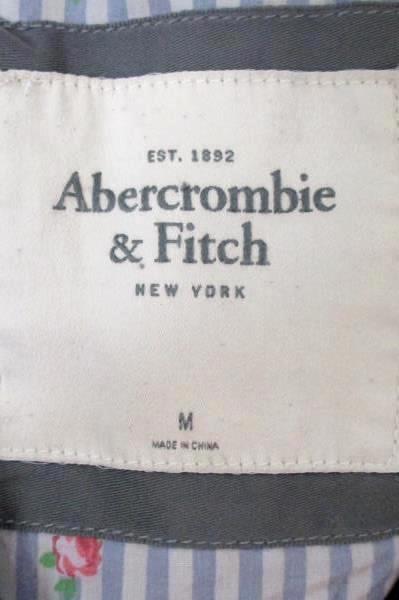 EST. 1892
Abercrombie
& Fitch
NEW YORK
M
MADE IN CHINA